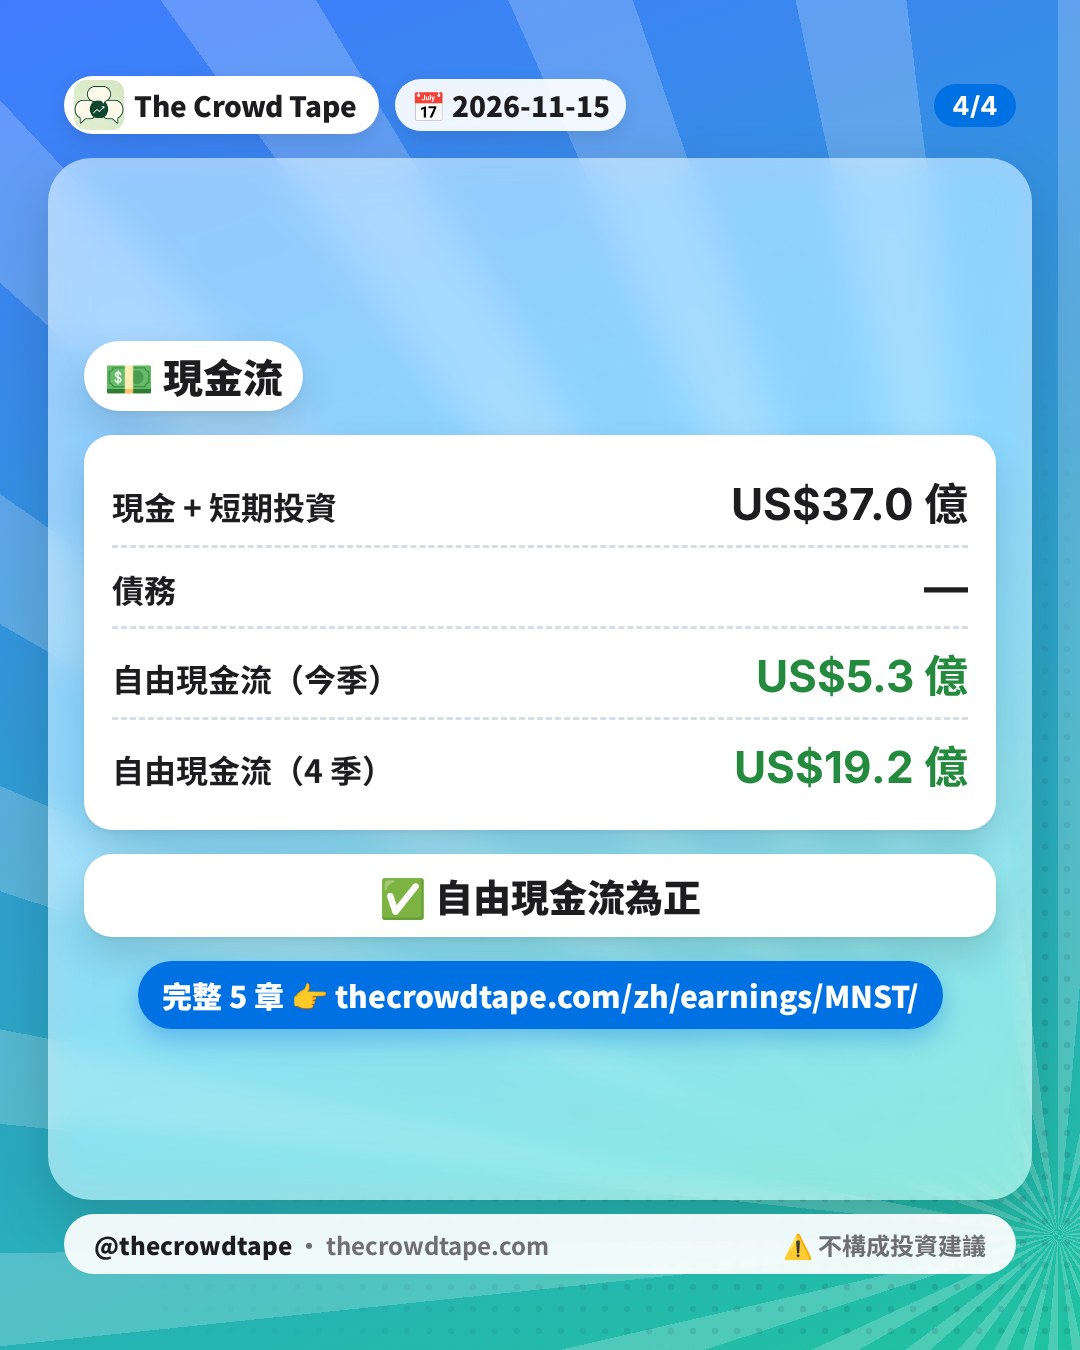 The Crowd Tape
📅 2026-11-15
4/4
💵 現金流
現金 + 短期投資 US$37.0 億
債務 —
自由現金流（今季） US$5.3 億
自由現金流（4 季） US$19.2 億
✅ 自由現金流為正
完整 5 章 👉 thecrowdtape.com/zh/earnings/MNST/
@thecrowdtape · thecrowdtape.com
⚠️ 不構成投資建議